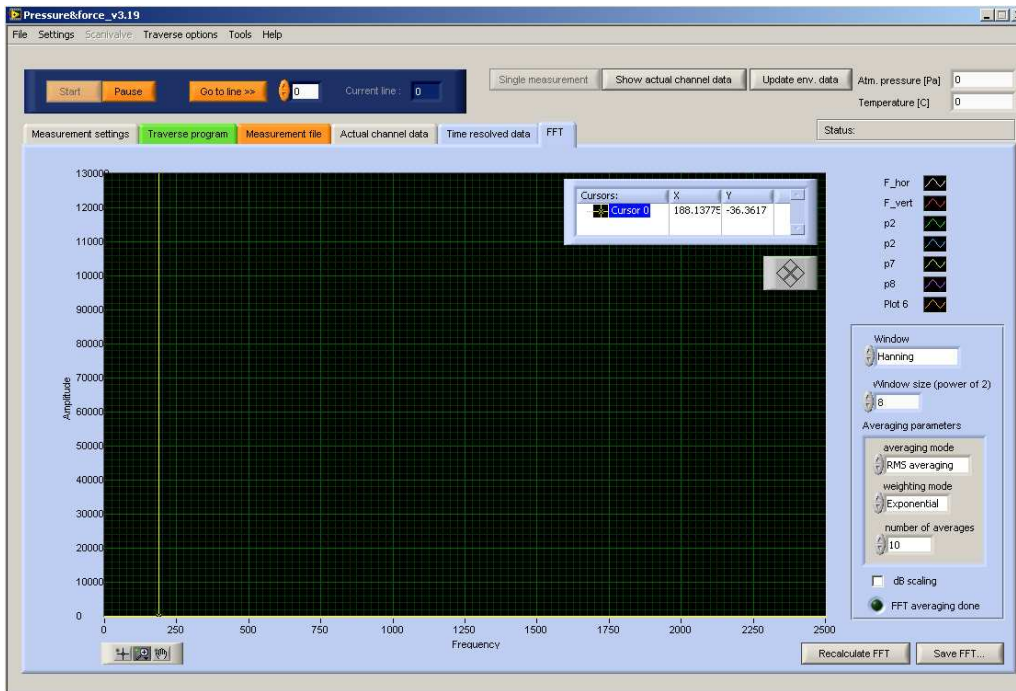 Pressure&force_v3.19
File Settings Scanivalve Traverse options Tools Help
Start Pause Go to line >> 0 Current line : 0
Single measurement Show actual channel data Update env. data
Atm. pressure [Pa] 0
Temperature [C] 0
Measurement settings Traverse program Measurement file Actual channel data Time resolved data FFT
Status:
Cursors: X Y
Cursor 0 188.13775 -36.3617
F_hor
F_vert
p2
p2
p7
p8
Plot 6
Amplitude
130000
12000
11000
100000
90000
80000
70000
60000
50000
40000
30000
20000
10000
0
0 250 500 750 1000 1250 1500 1750 2000 2250 2500
Frequency
Window
Hanning
Window size (power of 2)
8
Averaging parameters
averaging mode
RMS averaging
weighting mode
Exponential
number of averages
10
dB scaling
FFT averaging done
Recalculate FFT Save FFT...